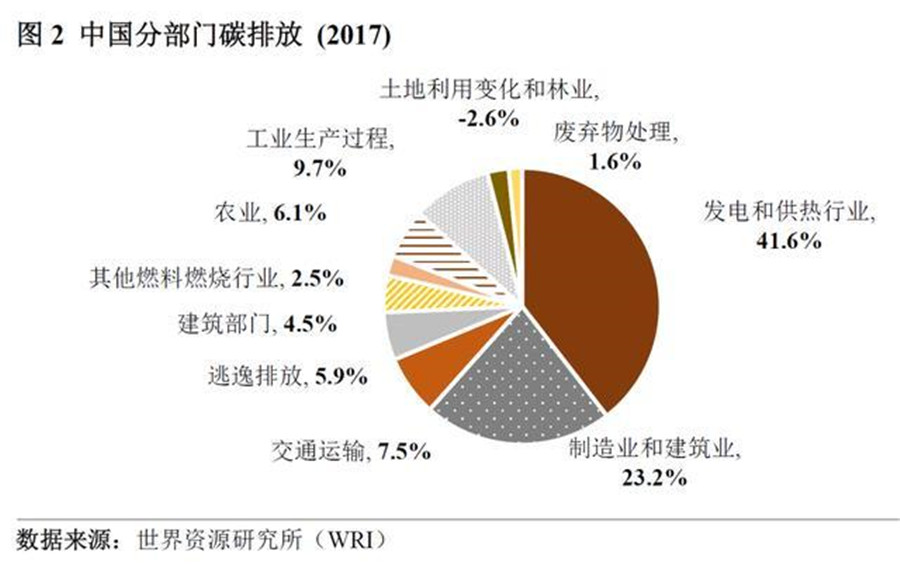 图 2 中国分部门碳排放 (2017)
土地利用变化和林业,
-2.6%
废弃物处理,
1.6%
工业生产过程,
9.7%
发电和供热行业,
41.6%
农业, 6.1%
其他燃料燃烧行业, 2.5%
建筑部门, 4.5%
逃逸排放, 5.9%
交通运输, 7.5%
制造业和建筑业,
23.2%
数据来源：世界资源研究所（WRI）